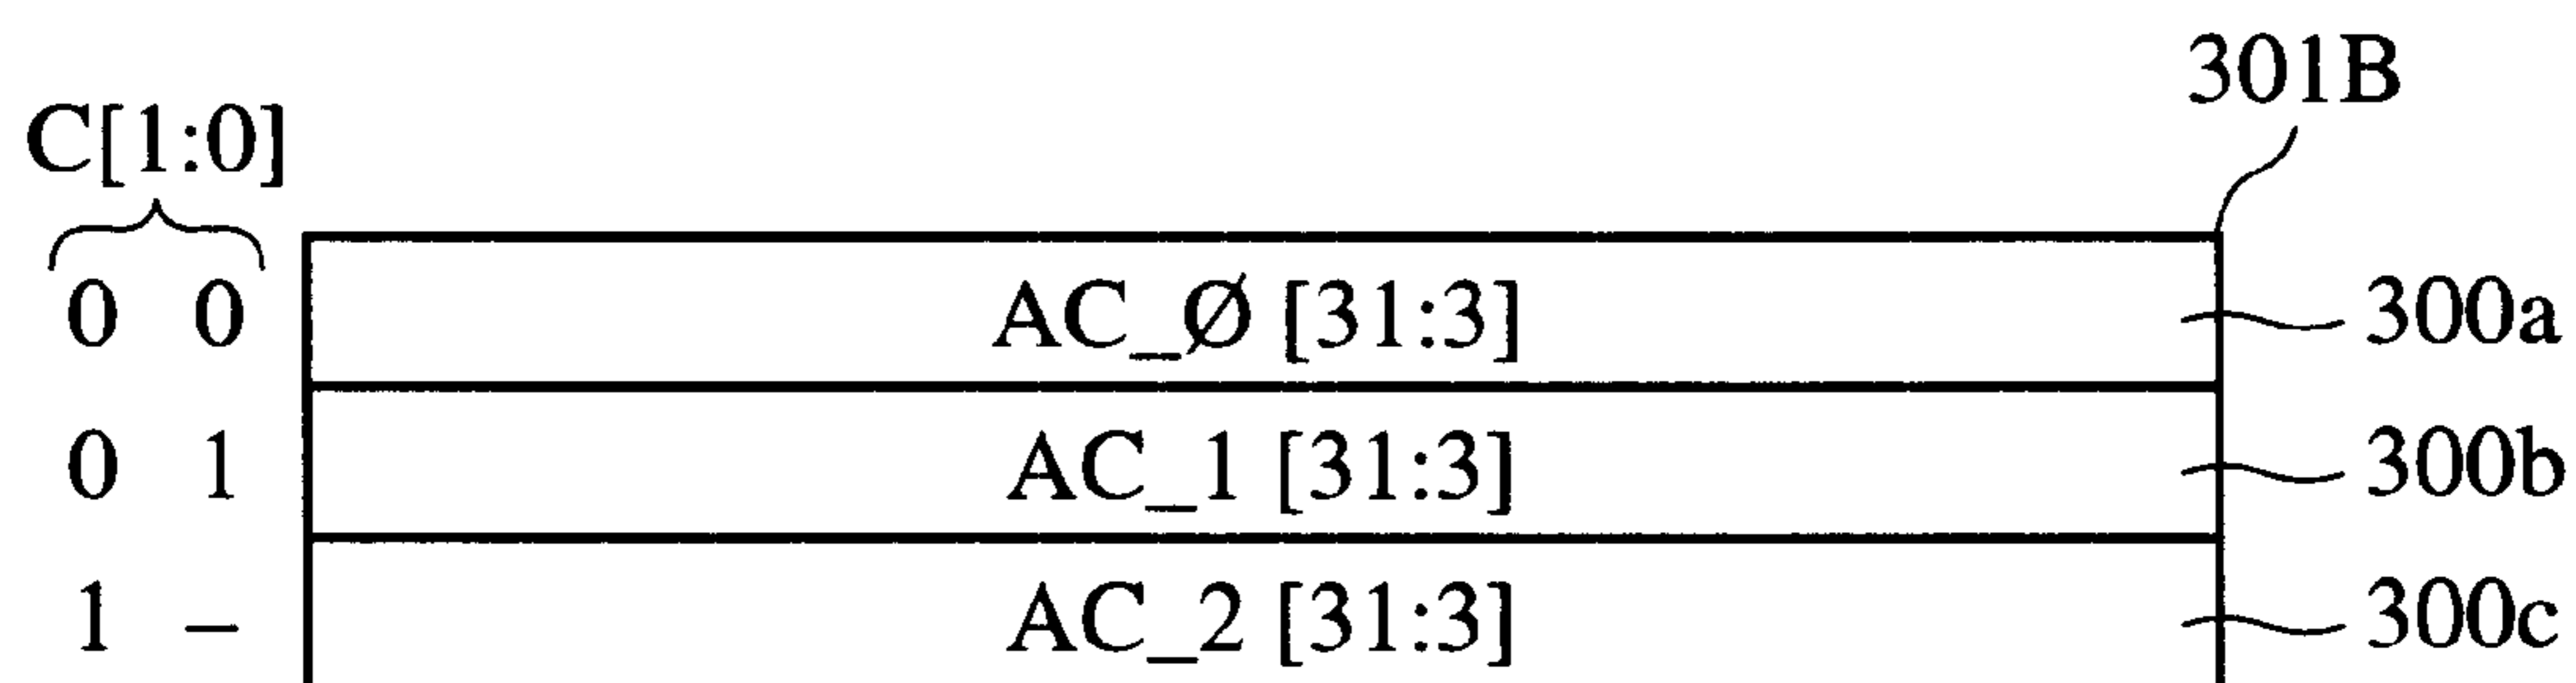 301B
C[1:0]
0 0 AC_Ø [31:3] 300a
0 1 AC_1 [31:3] 300b
1 – AC_2 [31:3] 300c